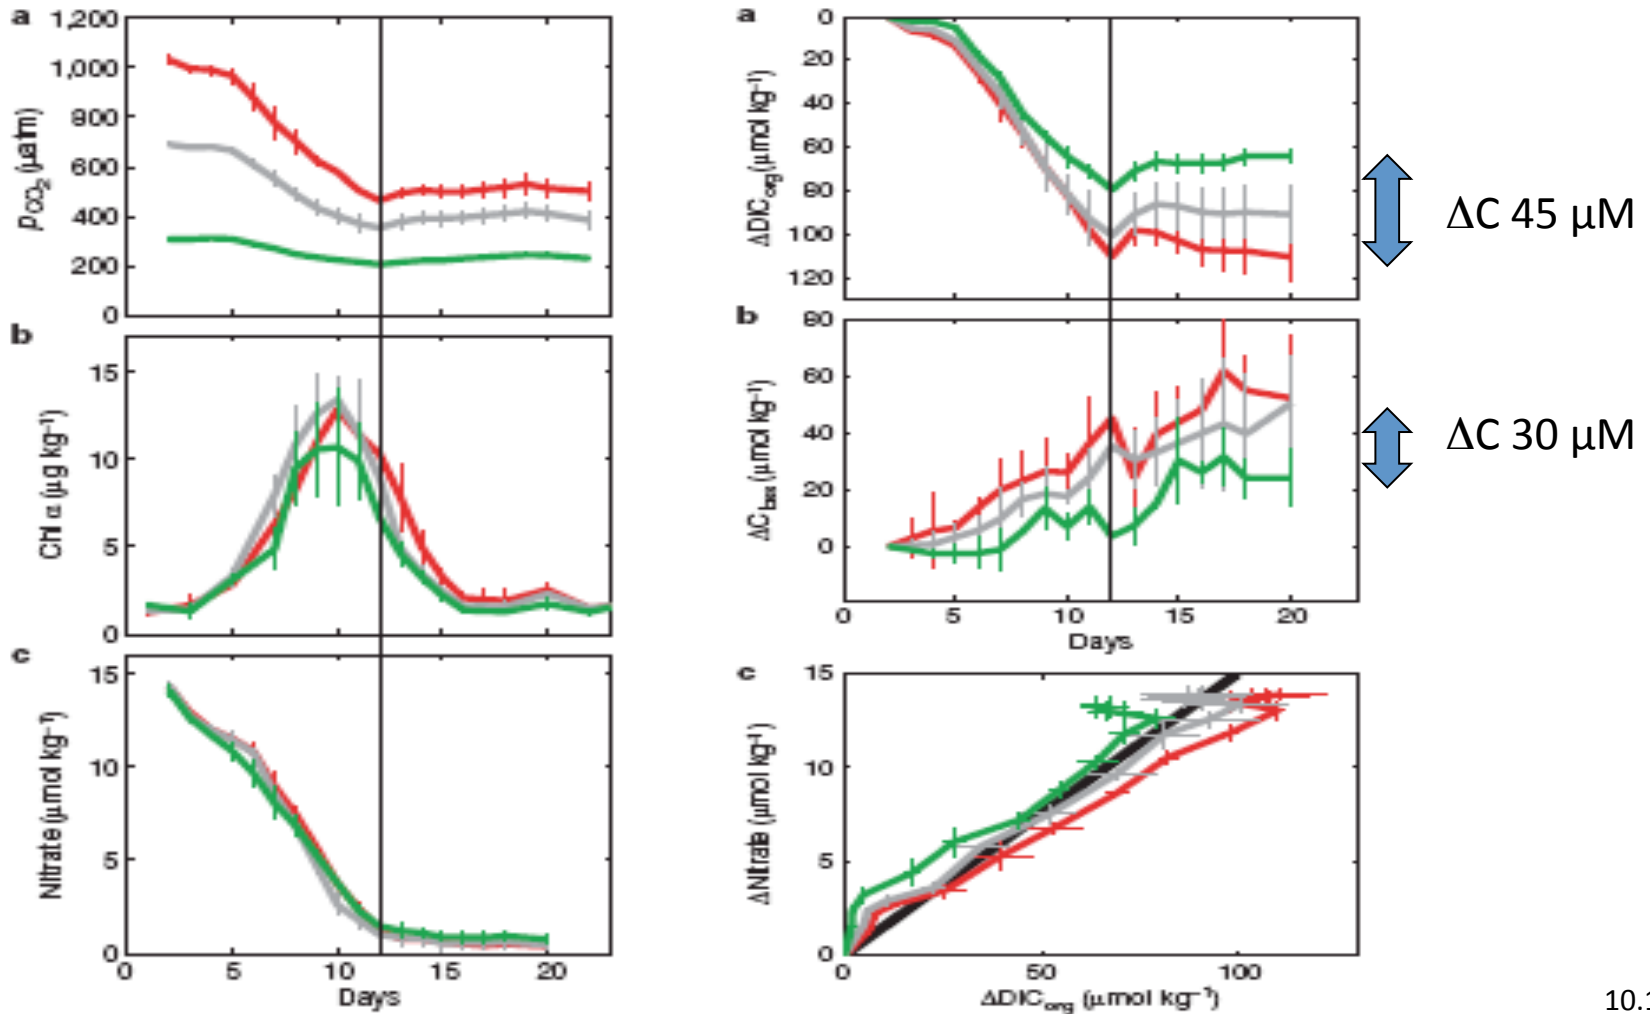 a
1,200
1,000
800
600
400
200
0
pCO2 (µatm)
b
15
10
5
0
Chl a (µg kg⁻¹)
c
15
10
5
0
Nitrate (µmol kg⁻¹)
0 5 10 15 20
Days
a
0
20
40
60
80
100
120
ΔDICorg (µmol kg⁻¹)
ΔC 45 µM
b
80
60
40
20
0
(µmol kg⁻¹)
ΔC 30 µM
0 5 10 15 20
Days
c
15
10
5
0
ΔNitrate (µmol kg⁻¹)
0 50 100
ΔDICorg (µmol kg⁻¹)